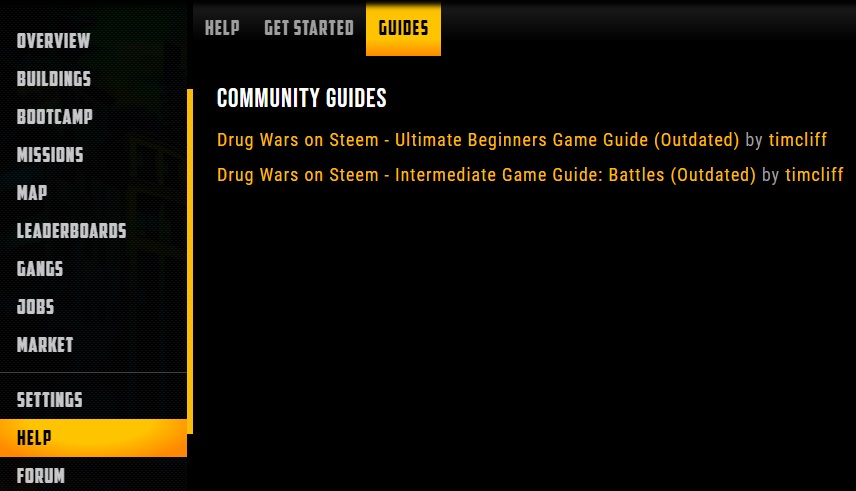 OVERVIEW
BUILDINGS
BOOTCAMP
MISSIONS
MAP
LEADERBOARDS
GANGS
JOBS
MARKET
SETTINGS
HELP
FORUM
HELP GET STARTED GUIDES
COMMUNITY GUIDES
Drug Wars on Steem - Ultimate Beginners Game Guide (Outdated) by timcliff
Drug Wars on Steem - Intermediate Game Guide: Battles (Outdated) by timcliff